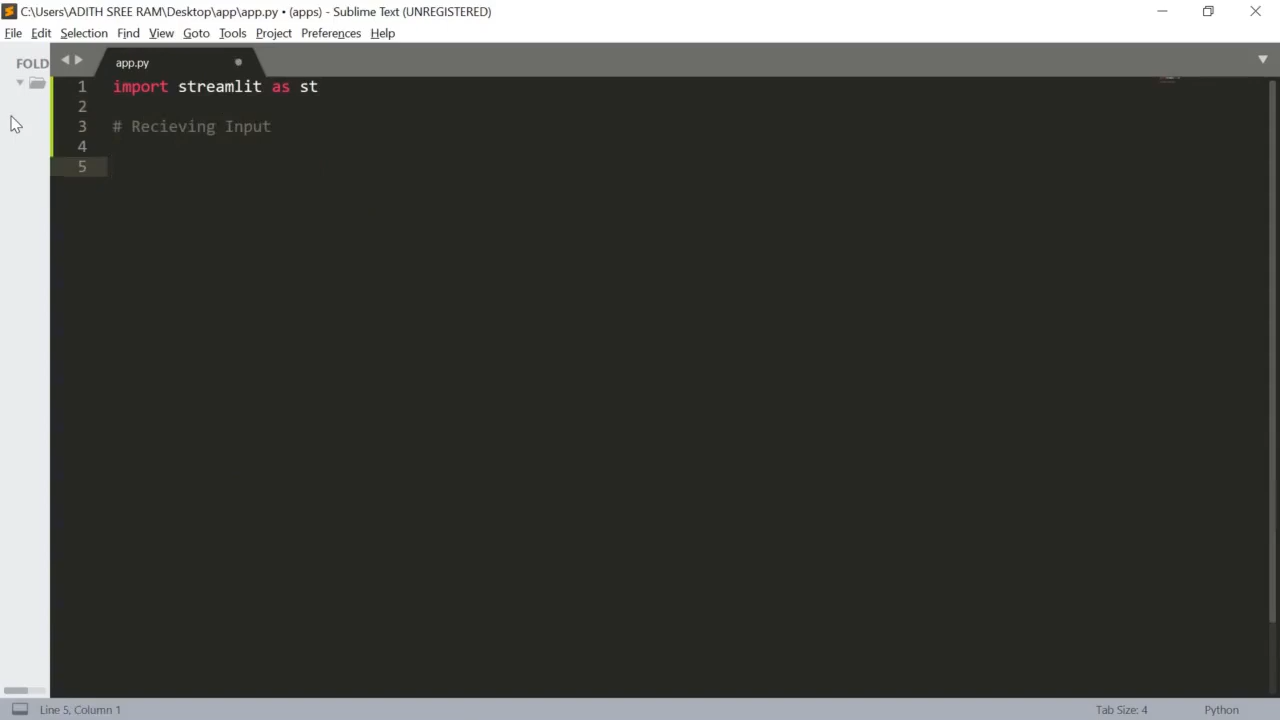 C:\Users\ADITH SREE RAM\Desktop\app\app.py • (apps) - Sublime Text (UNREGISTERED)
File Edit Selection Find View Goto Tools Project Preferences Help
FOLD
app.py
1 import streamlit as st
2
3 # Recieving Input
4
5
Line 5, Column 1 Tab Size: 4 Python